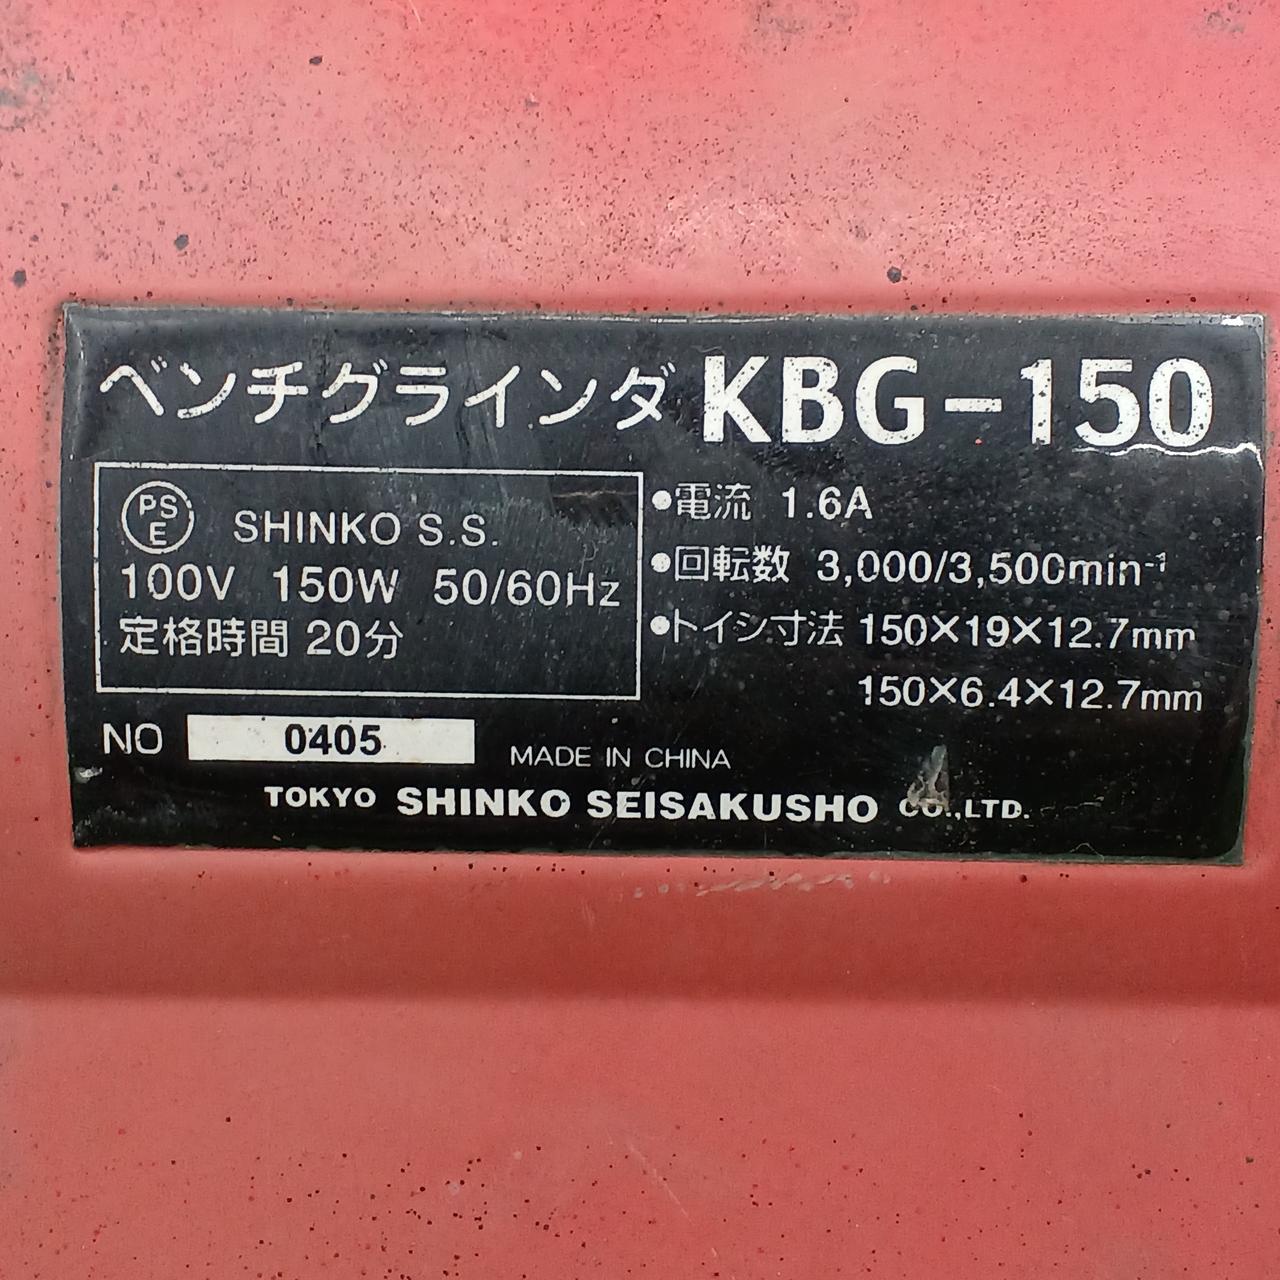 ベンチグラインダ KBG-150
PS
E
SHINKO S.S.
100V 150W 50/60Hz
定格時間 20分
●電流 1.6A
●回転数 3,000/3,500min⁻¹
●トイシ寸法 150×19×12.7mm
150×6.4×12.7mm
NO 0405
MADE IN CHINA
TOKYO SHINKO SEISAKUSHO CO.,LTD.